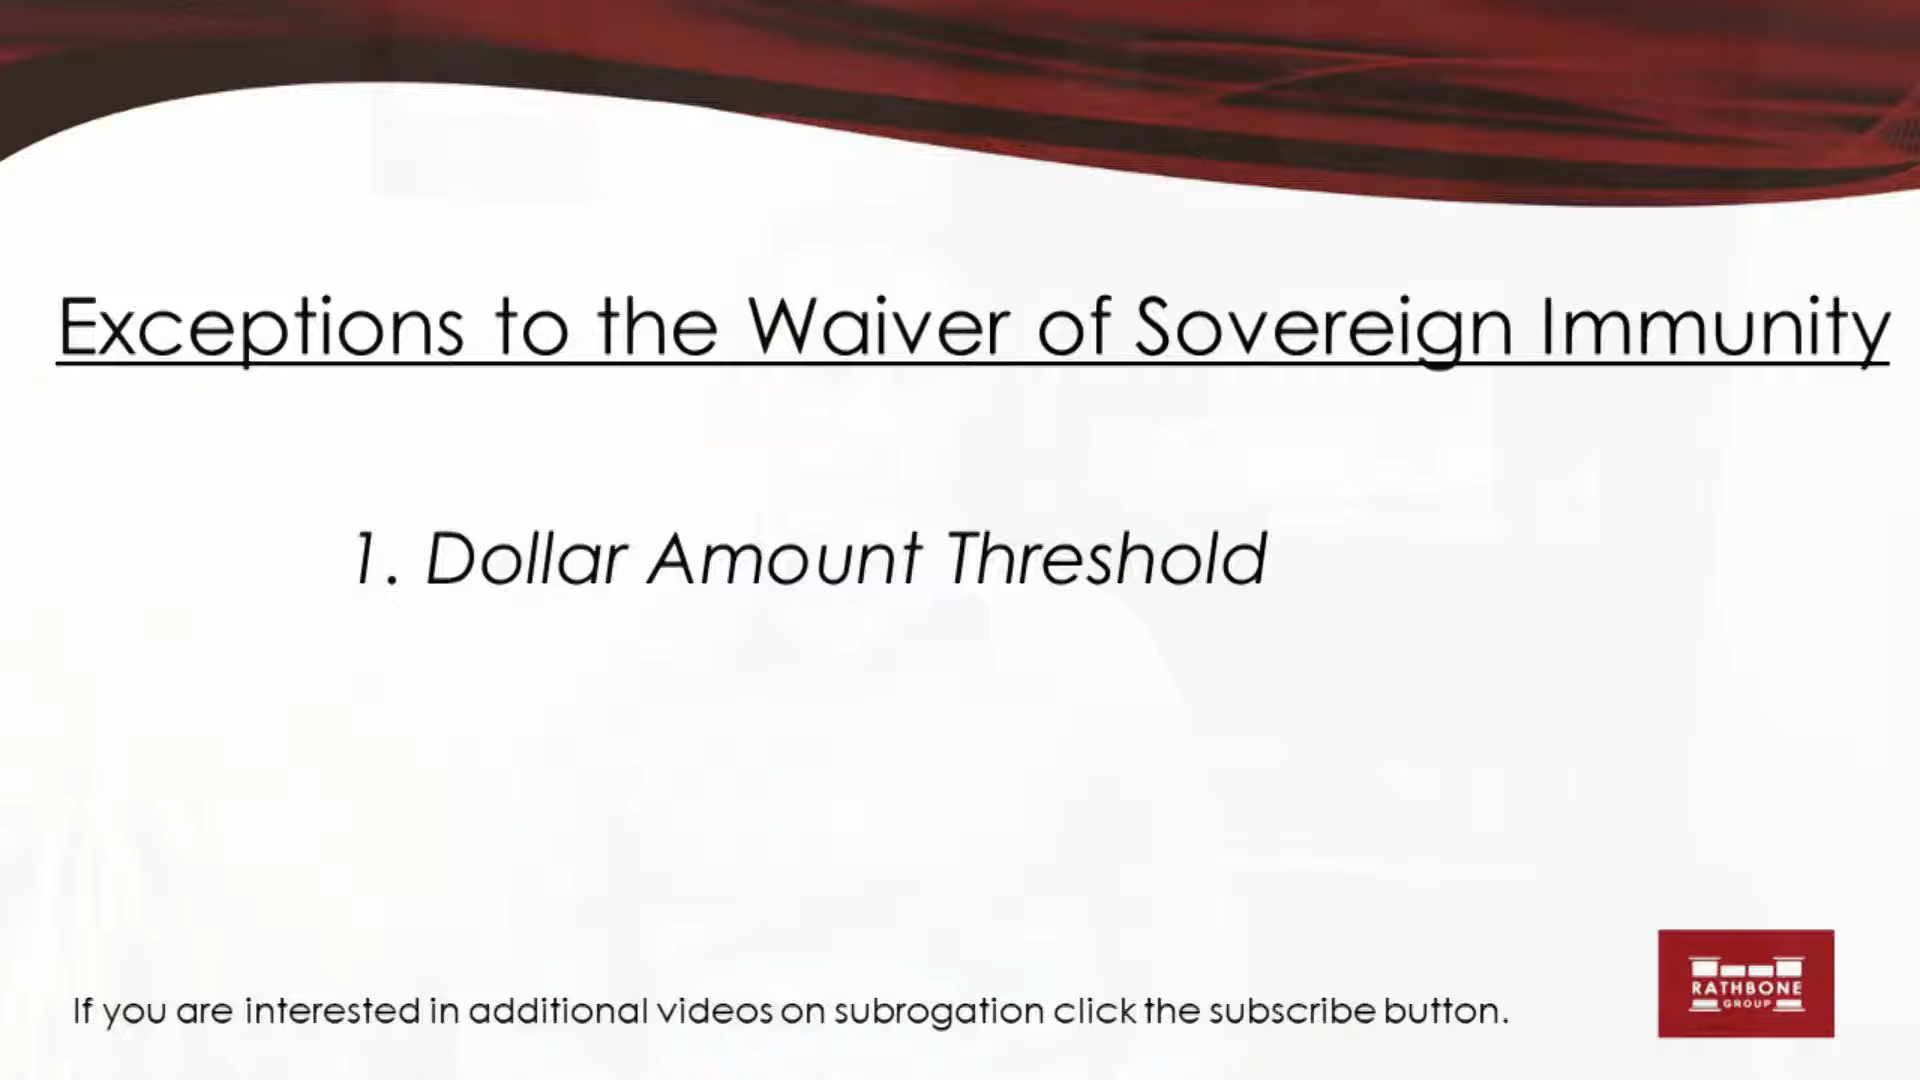 Exceptions to the Waiver of Sovereign Immunity
1. Dollar Amount Threshold
If you are interested in additional videos on subrogation click the subscribe button.
RATHBONE
GROUP